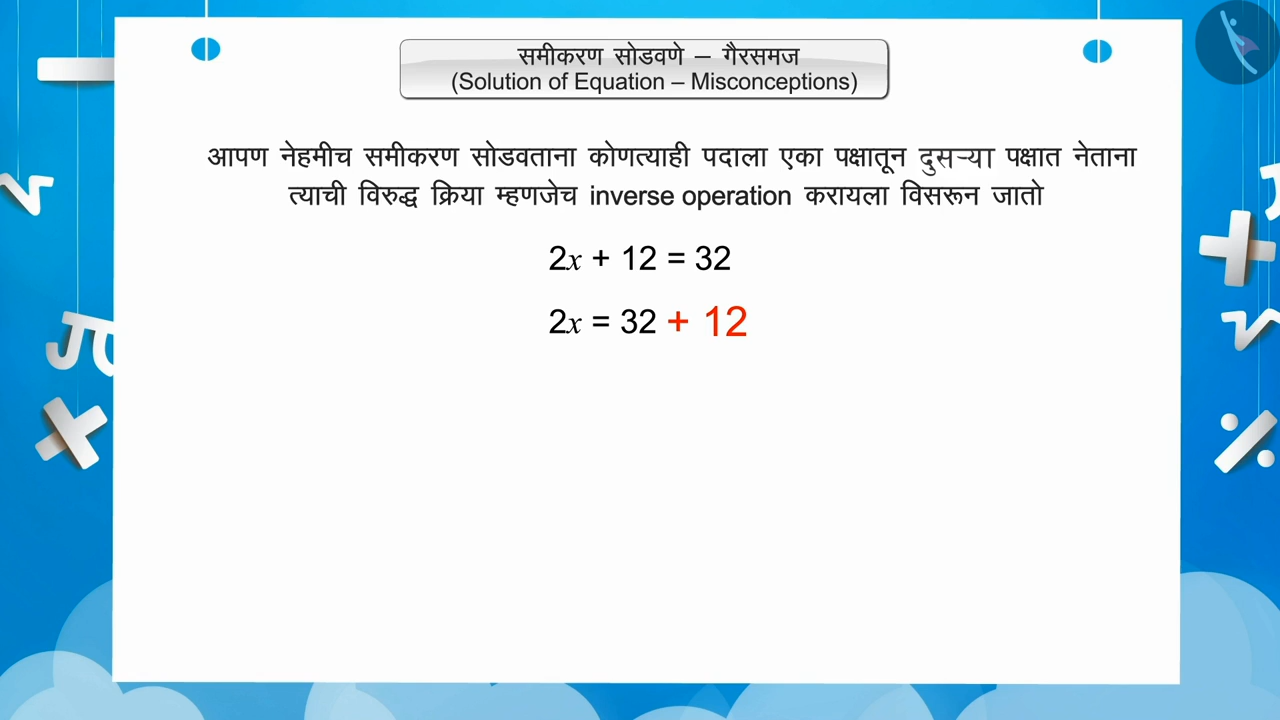 समीकरण सोडवणे – गैरसमज
(Solution of Equation – Misconceptions)
आपण नेहमीच समीकरण सोडवताना कोणत्याही पदाला एका पक्षातून दुसऱ्या पक्षात नेताना
त्याची विरुद्ध क्रिया म्हणजेच inverse operation करायला विसरून जातो
2x + 12 = 32
2x = 32 + 12